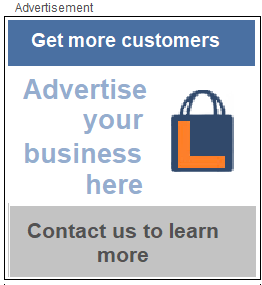 Advertisement
Get more customers
Advertise
your
business
here
Contact us to learn
more